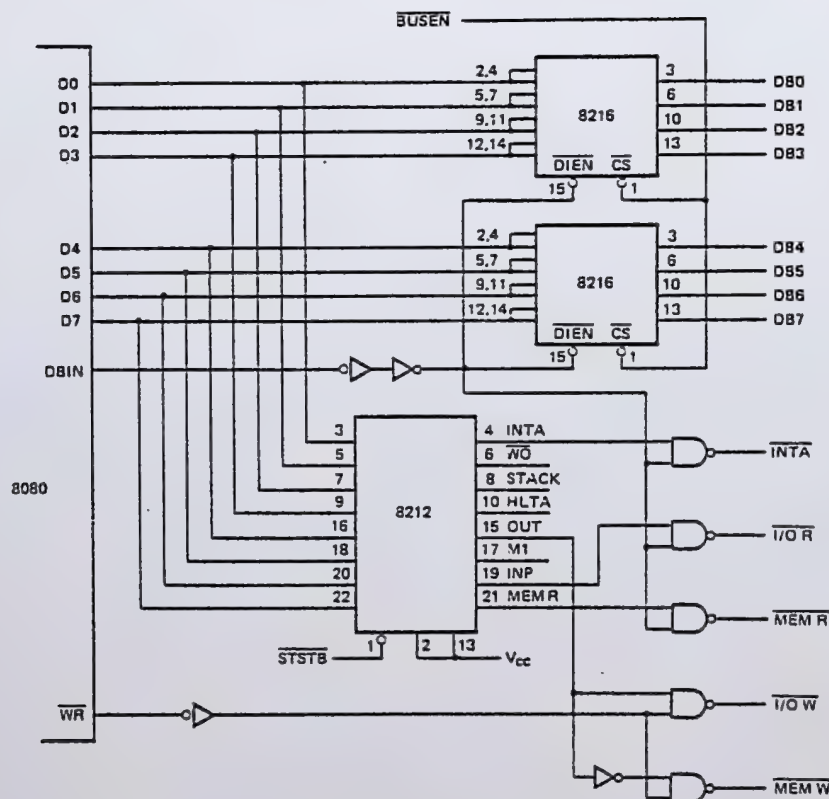 BUSEN
D0
D1
D2
D3
2,4
5,7
9,11
12,14
8216
DIEN CS
15 1
3
6
10
13
DB0
DB1
DB2
DB3
D4
D5
D6
D7
2,4
5,7
9,11
12,14
8216
DIEN CS
15 1
3
6
10
13
DB4
DB5
DB6
DB7
DBIN
8080
3
5
7
9
16
18
20
22
8212
4 INTA
6 WO
8 STACK
10 HLTA
15 OUT
17 M1
19 INP
21 MEMR
INTA
I/O R
MEM R
STSTB
1 2 13
Vcc
WR
I/O W
MEM W